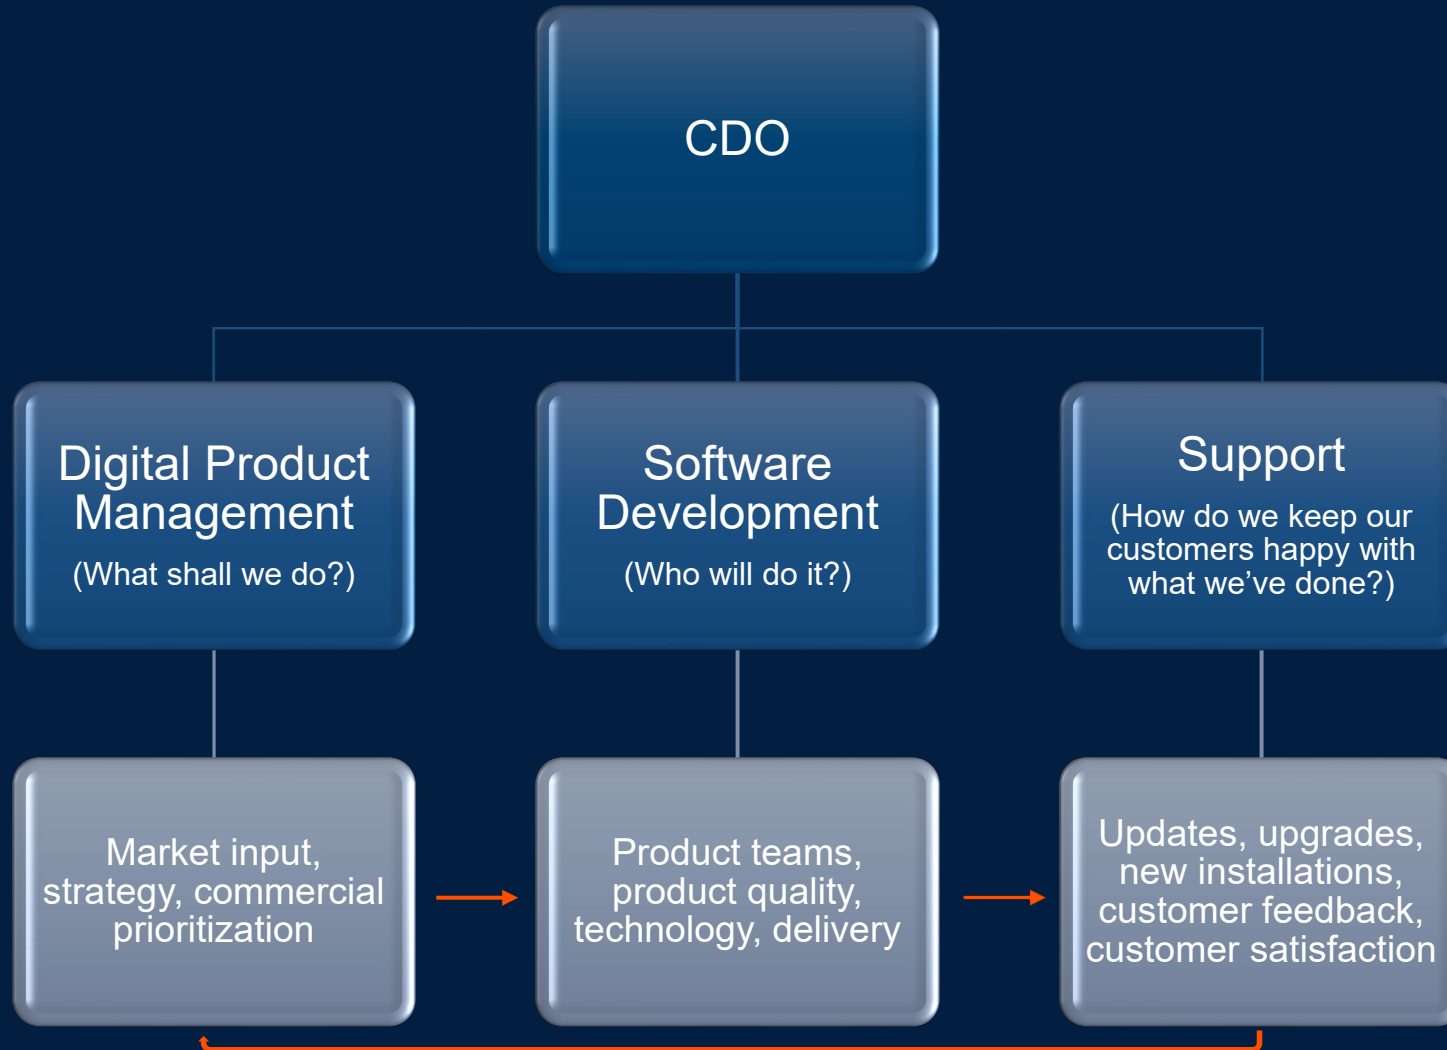 CDO
Digital Product
Management
(What shall we do?)
Software
Development
(Who will do it?)
Support
(How do we keep our
customers happy with
what we’ve done?)
Market input,
strategy, commercial
prioritization
Product teams,
product quality,
technology, delivery
Updates, upgrades,
new installations,
customer feedback,
customer satisfaction